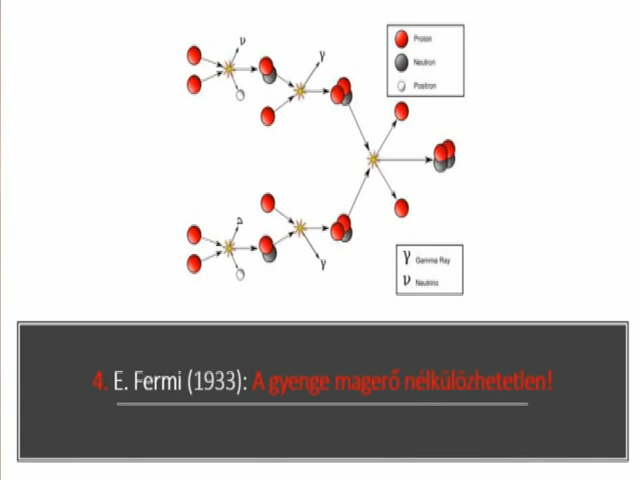 ν
γ
Proton
Neutron
Positron
ν
γ
γ Gamma Ray
ν Neutrino
4. E. Fermi (1933): A gyenge magerő nélkülözhetetlen!